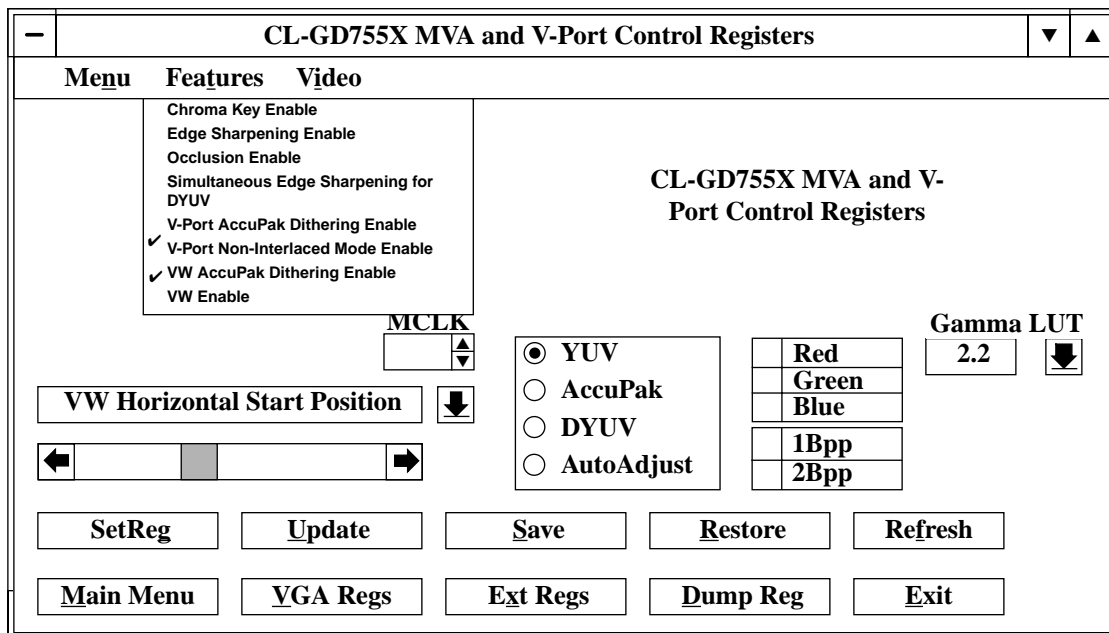 CL-GD755X MVA and V-Port Control Registers
Menu Features Video
Chroma Key Enable
Edge Sharpening Enable
Occlusion Enable
Simultaneous Edge Sharpening for
DYUV
V-Port AccuPak Dithering Enable
V-Port Non-Interlaced Mode Enable
VW AccuPak Dithering Enable
VW Enable
CL-GD755X MVA and V-
Port Control Registers
MCLK
VW Horizontal Start Position
YUV
AccuPak
DYUV
AutoAdjust
Red
Green
Blue
1Bpp
2Bpp
Gamma LUT
2.2
SetReg Update Save Restore Refresh
Main Menu VGA Regs Ext Regs Dump Reg Exit